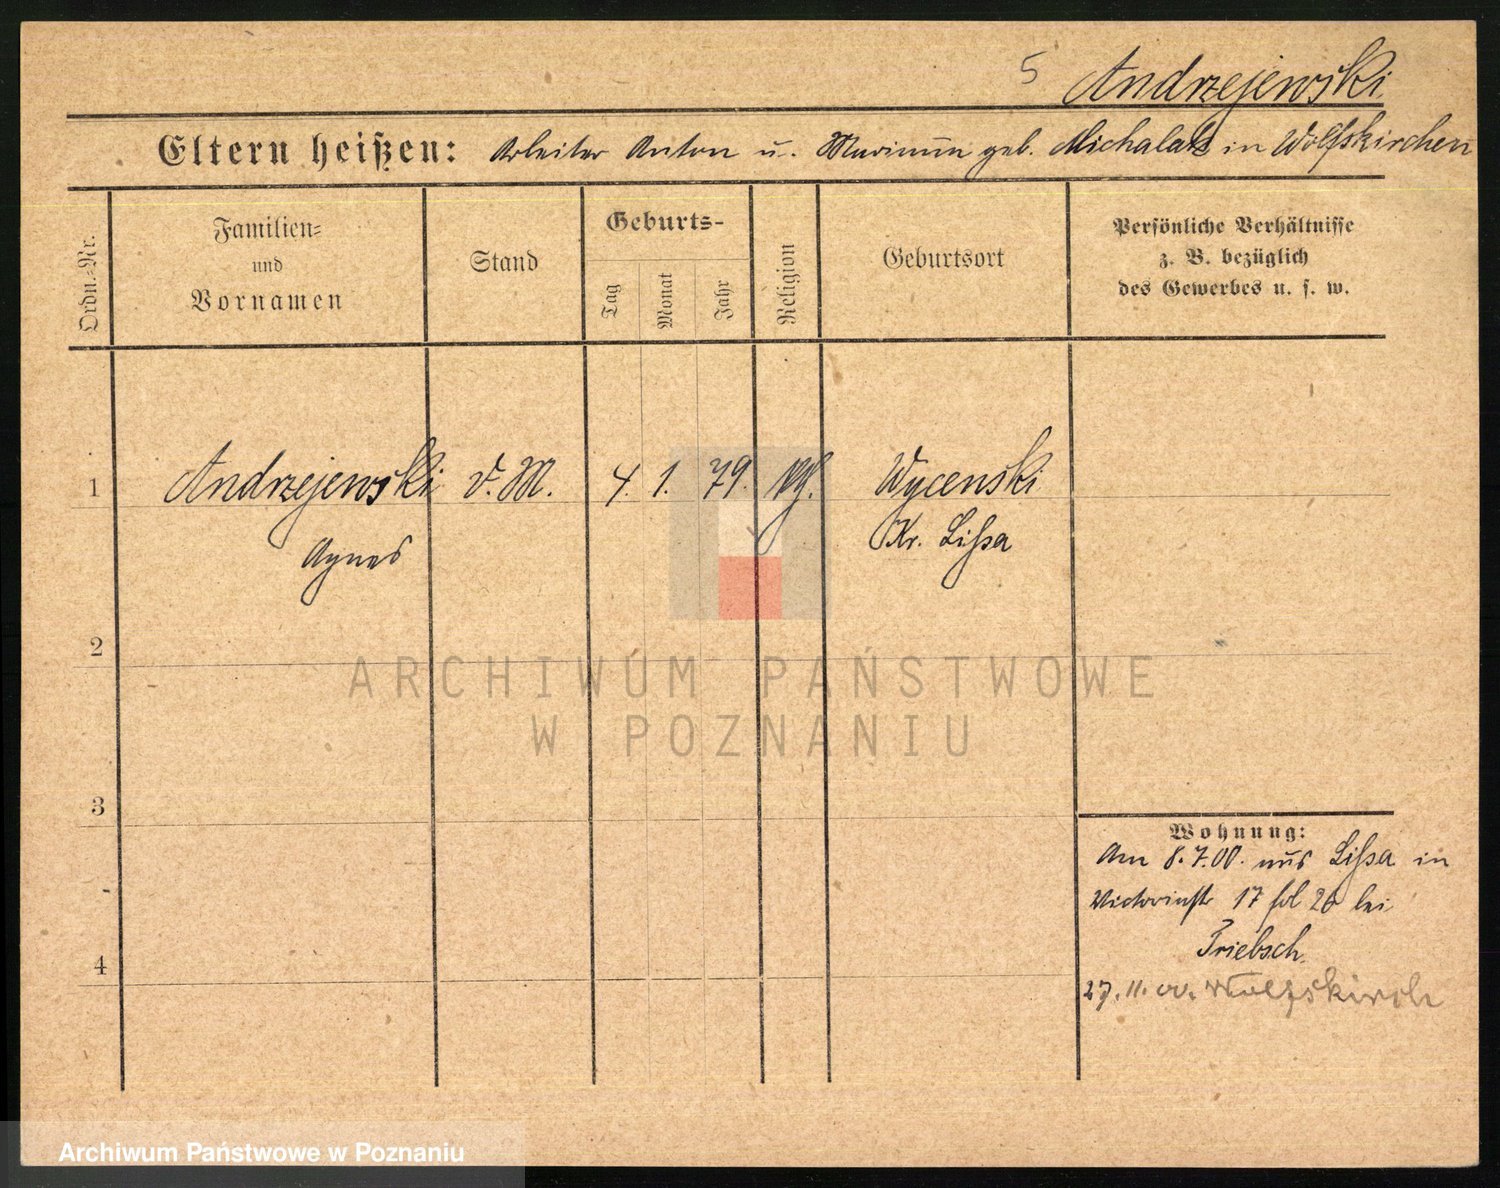 5 Andrzejewski
Eltern heißen: Arbeiter Anton u. Marianna geb. Michalak in Wolfskirchen
Ordn.-Nr.
Familien-
und
Vornamen
Stand
Geburts-
Tag
Monat
Jahr
Religion
Geburtsort
Persönliche Verhältnisse
z. B. bezüglich
des Gewerbes u. s. w.
1 Andrzejewski d. M. 4. 1. 79. Wycenski
Agnes Kr. Lissa
2
ARCHIWUM PAŃSTWOWE
W POZNANIU
3
Wohnung:
Am 8.7.00. aus Lissa in
Victoriastr 17 bei
Triebsch.
4
27.11.00. Wolfskirch
Archiwum Państwowe w Poznaniu